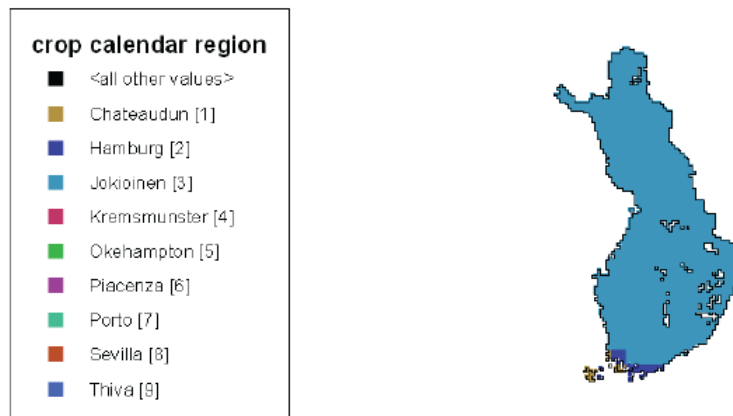 crop calendar region
<all other values>
Chateaudun [1]
Hamburg [2]
Jokioinen [3]
Kremsmunster [4]
Okehampton [5]
Piacenza [6]
Porto [7]
Sevilla [8]
Thiva [9]